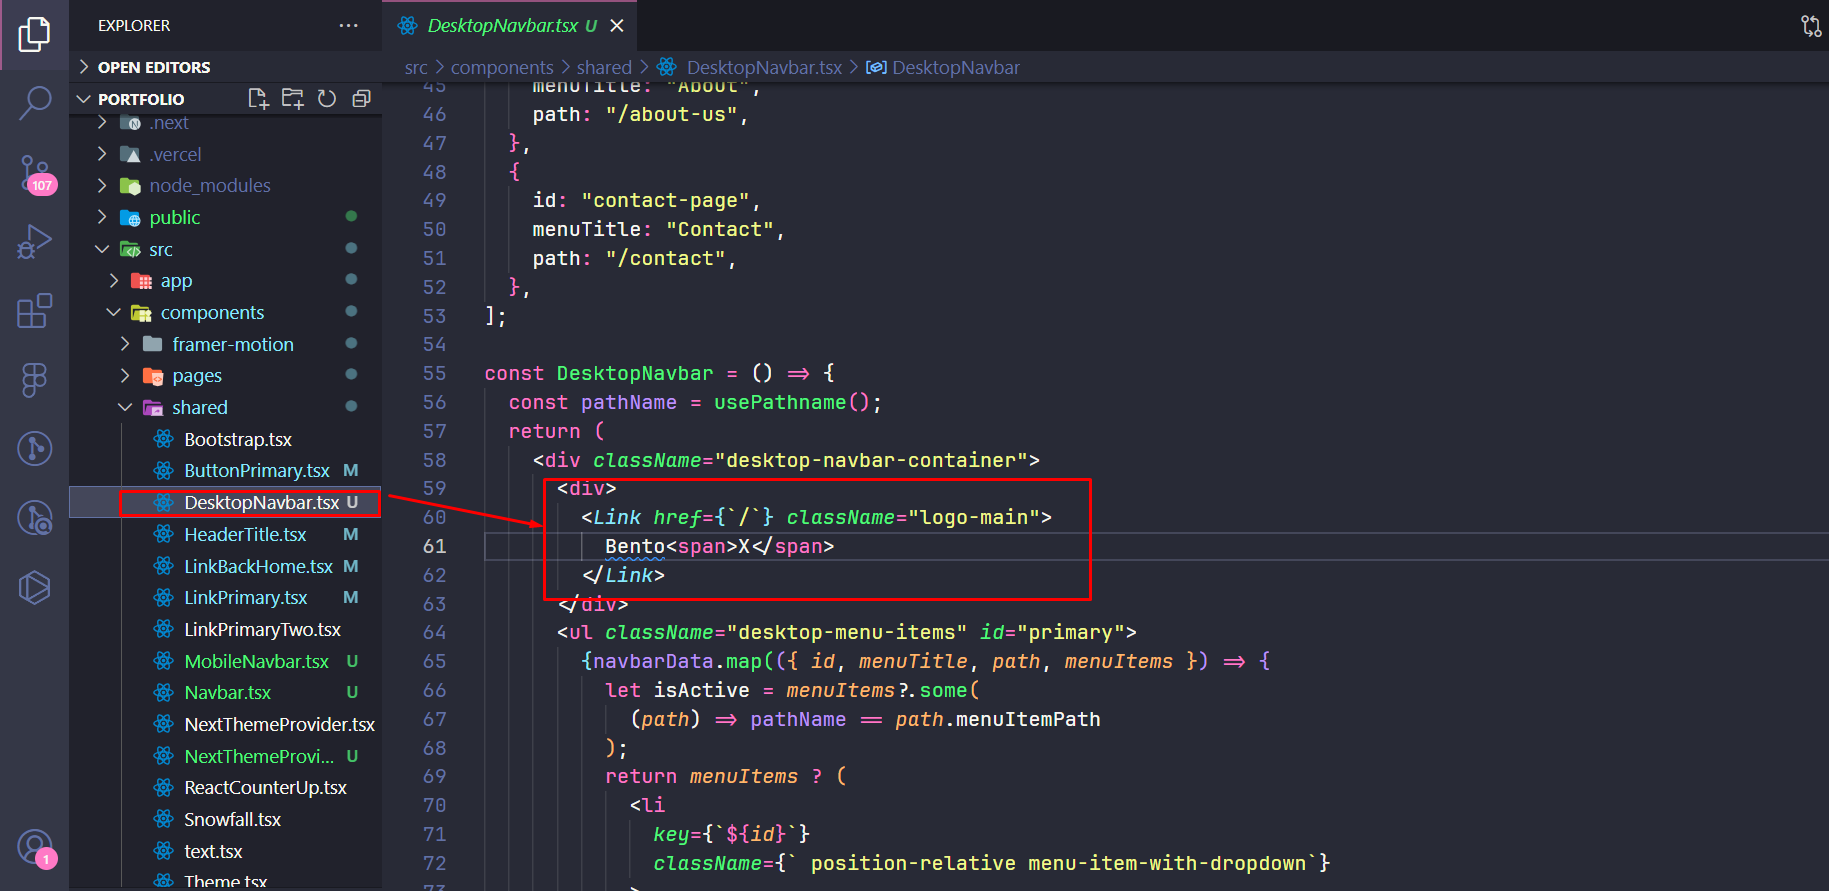 EXPLORER
OPEN EDITORS
PORTFOLIO
.next
.vercel
node_modules
public
src
app
components
framer-motion
pages
shared
Bootstrap.tsx
ButtonPrimary.tsx M
DesktopNavbar.tsx U
HeaderTitle.tsx M
LinkBackHome.tsx M
LinkPrimary.tsx M
LinkPrimaryTwo.tsx
MobileNavbar.tsx U
Navbar.tsx U
NextThemeProvider.tsx
NextThemeProvi... U
ReactCounterUp.tsx
Snowfall.tsx
text.tsx
Theme.tsx
107
1
DesktopNavbar.tsx U
src > components > shared > DesktopNavbar.tsx > DesktopNavbar
45 menuTitle: "About",
46 path: "/about-us",
47 },
48 {
49 id: "contact-page",
50 menuTitle: "Contact",
51 path: "/contact",
52 },
53 ];
54
55 const DesktopNavbar = () => {
56 const pathName = usePathname();
57 return (
58 <div className="desktop-navbar-container">
59 <div>
60 <Link href={`/`} className="logo-main">
61 Bento<span>X</span>
62 </Link>
63 </div>
64 <ul className="desktop-menu-items" id="primary">
65 {navbarData.map(({ id, menuTitle, path, menuItems }) => {
66 let isActive = menuItems?.some(
67 (path) => pathName == path.menuItemPath
68 );
69 return menuItems ? (
70 <li
71 key={`${id}`}
72 className={` position-relative menu-item-with-dropdown`}
73 >